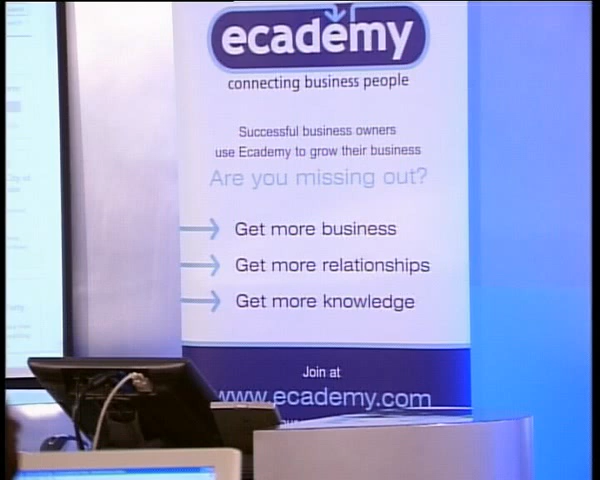 ecademy
connecting business people
Successful business owners
use Ecademy to grow their business
Are you missing out?
Get more business
Get more relationships
Get more knowledge
Join at
www.ecademy.com